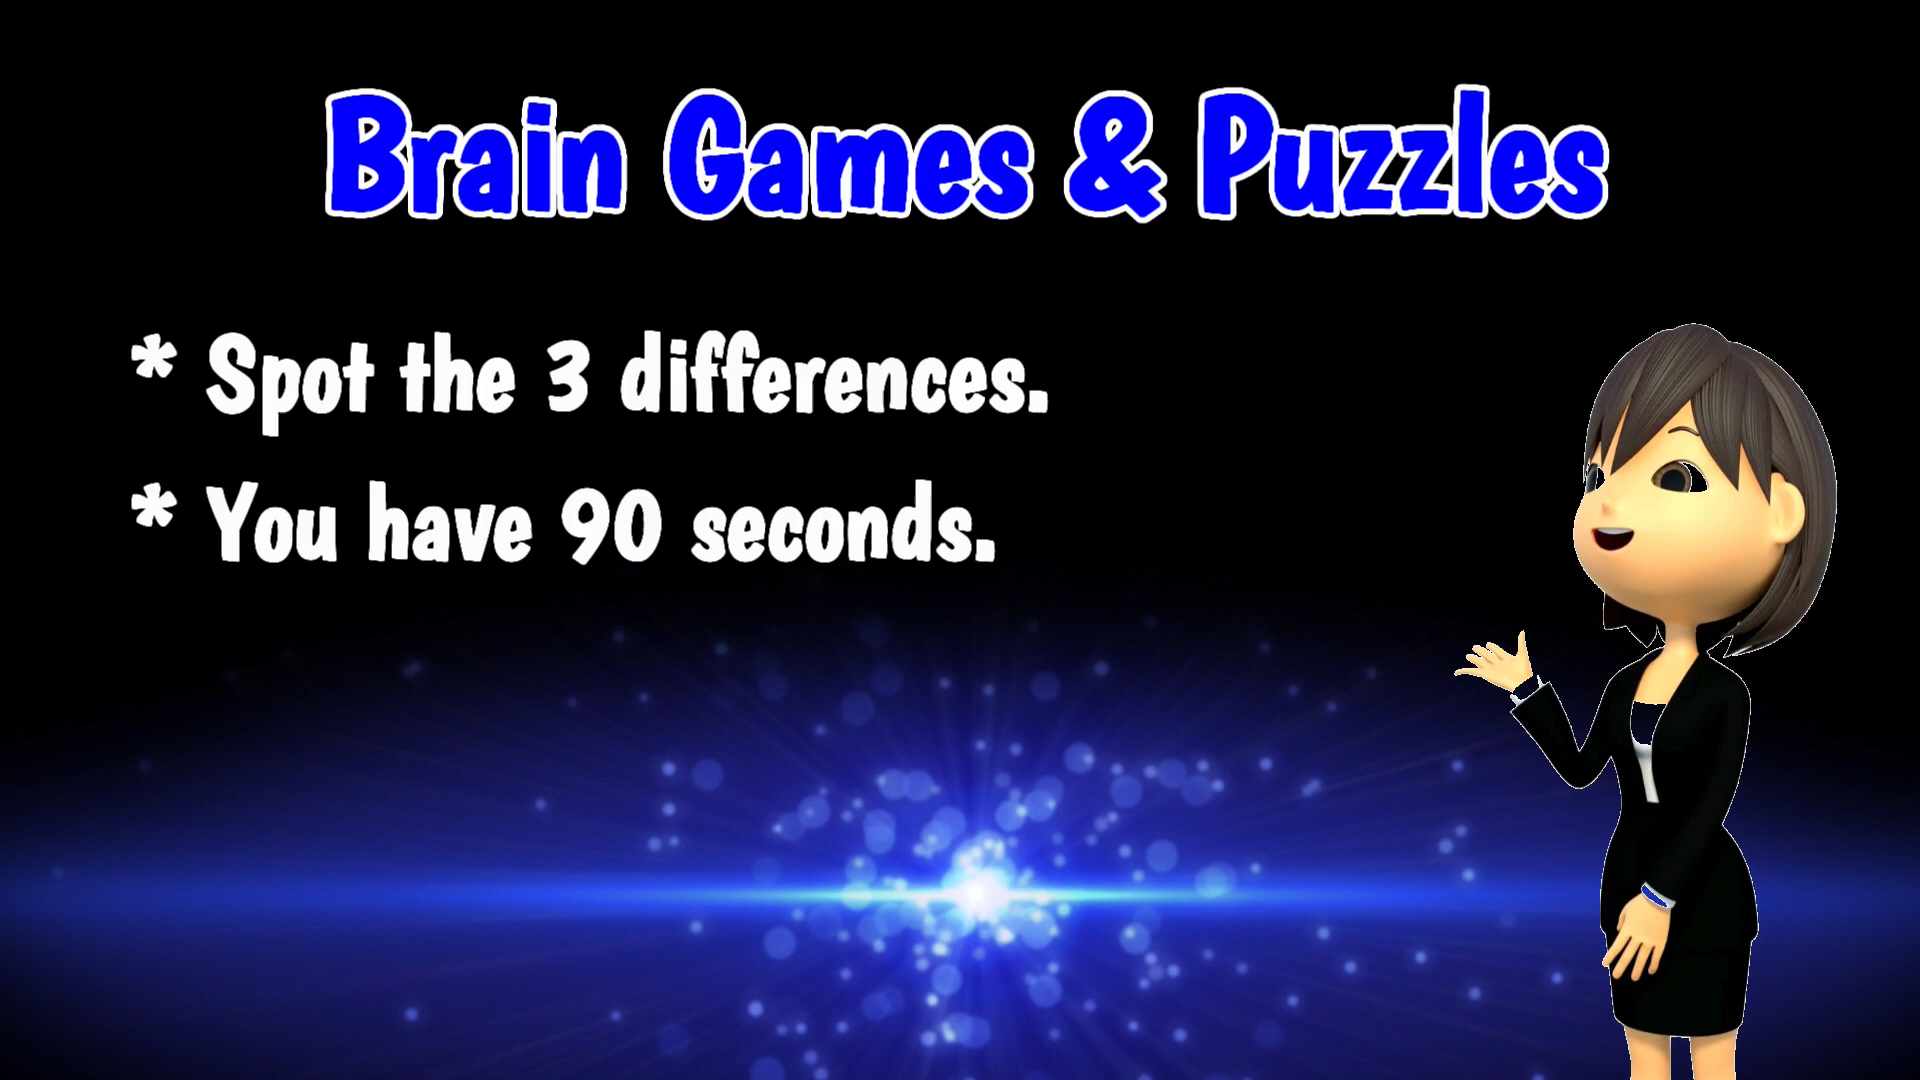 Brain Games & Puzzles
* Spot the 3 differences.
* You have 90 seconds.